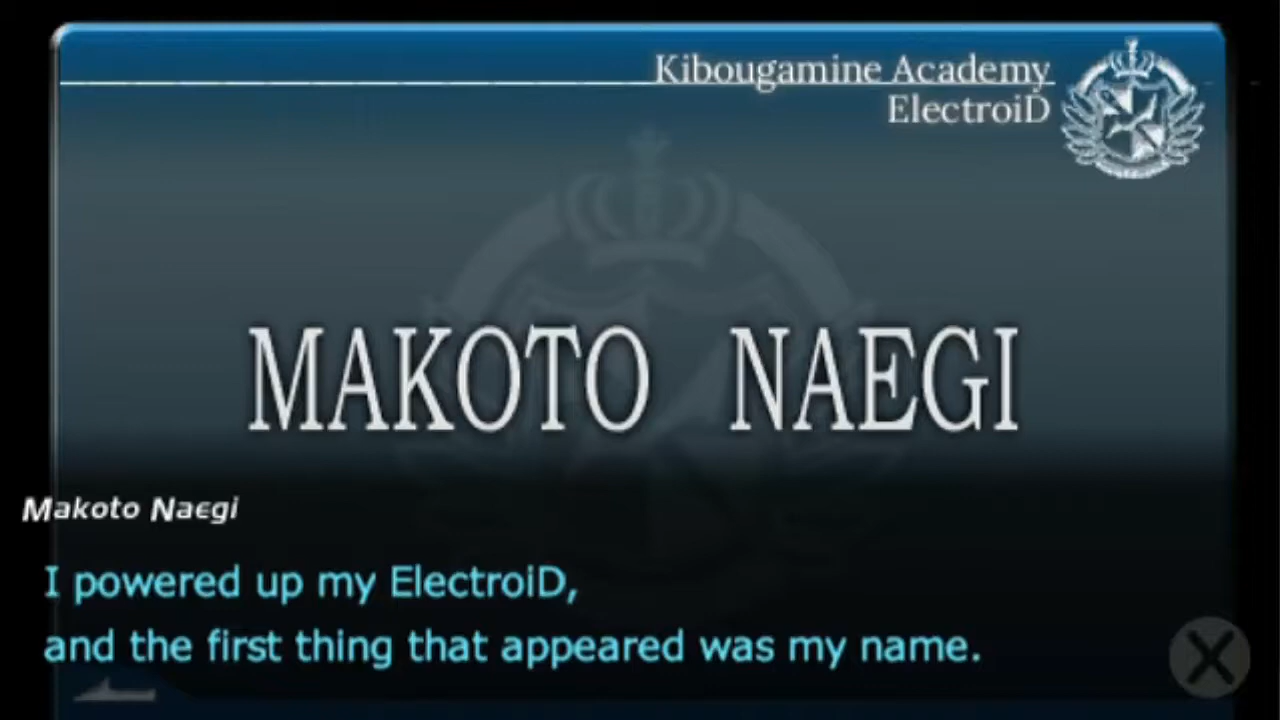 Kibougamine Academy
ElectroiD
MAKOTO NAEGI
Makoto Naegi
I powered up my ElectroiD,
and the first thing that appeared was my name.
X